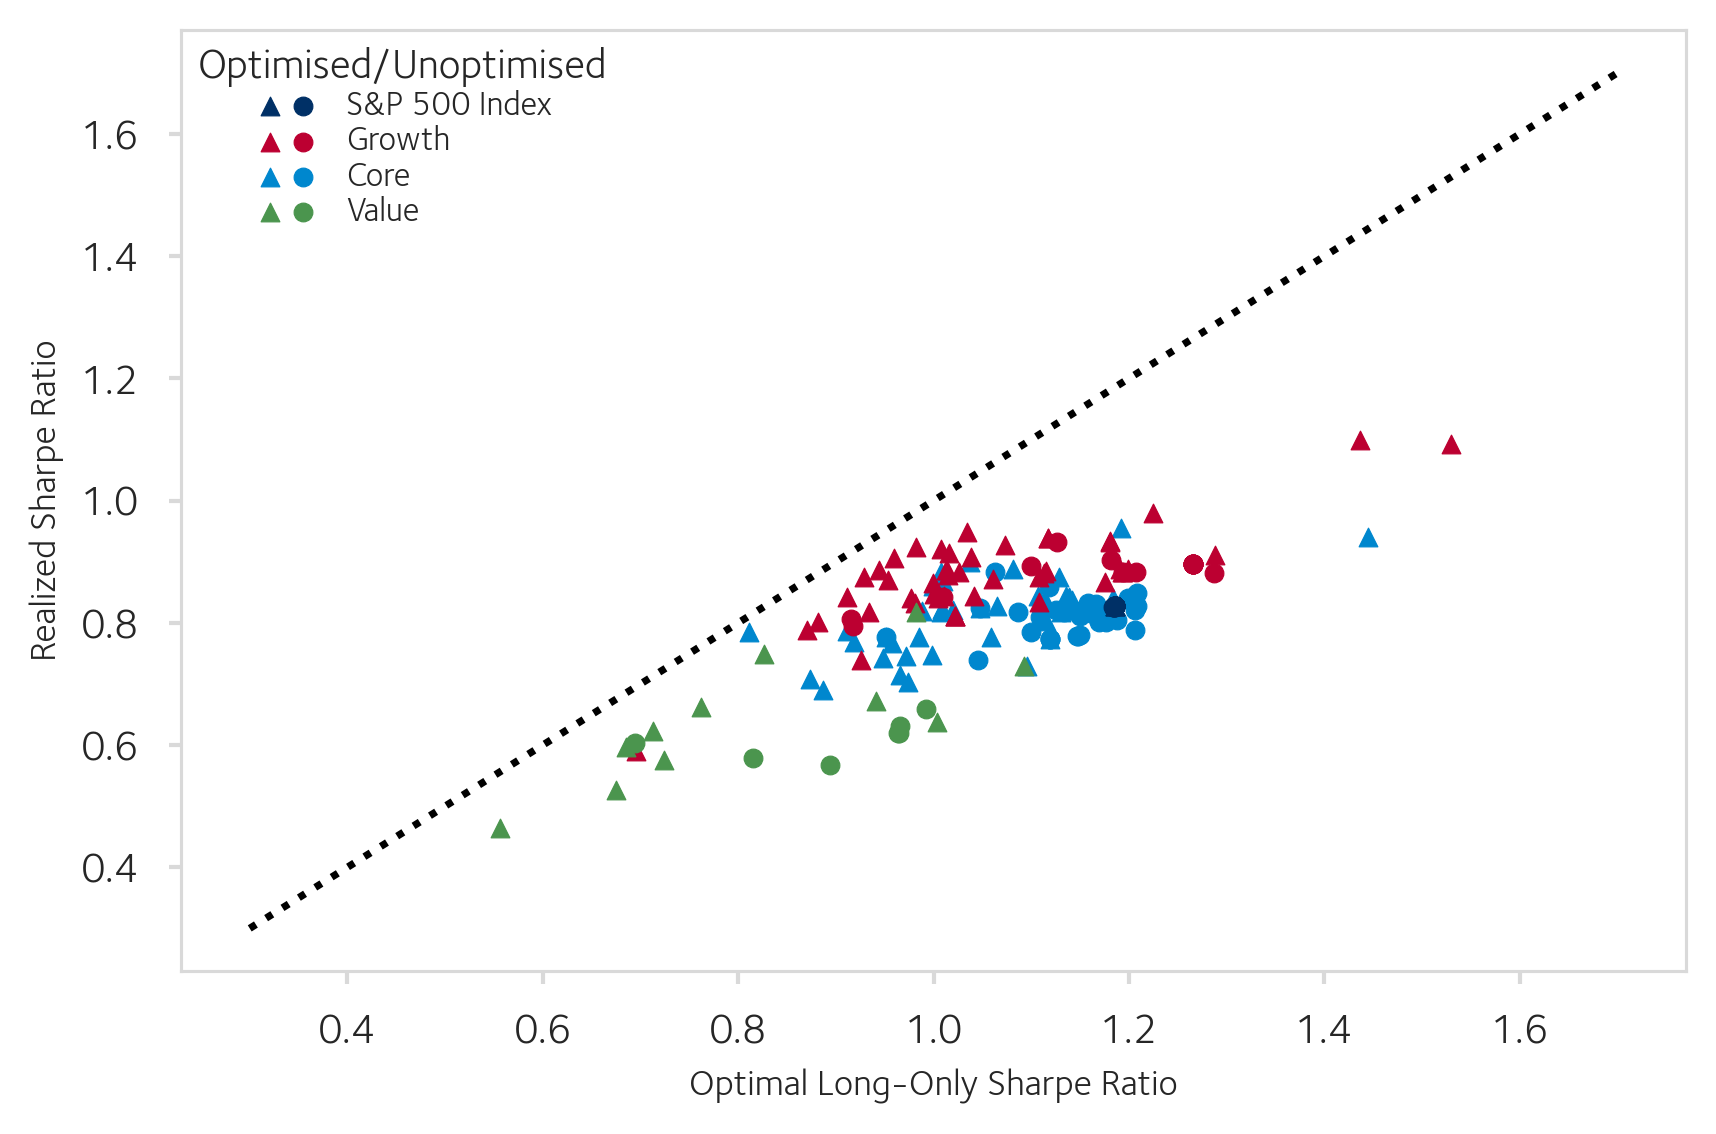 Optimised/Unoptimised
S&P 500 Index
Growth
Core
Value
1.6
1.4
1.2
1.0
0.8
0.6
0.4
Realized Sharpe Ratio
0.4 0.6 0.8 1.0 1.2 1.4 1.6
Optimal Long-Only Sharpe Ratio